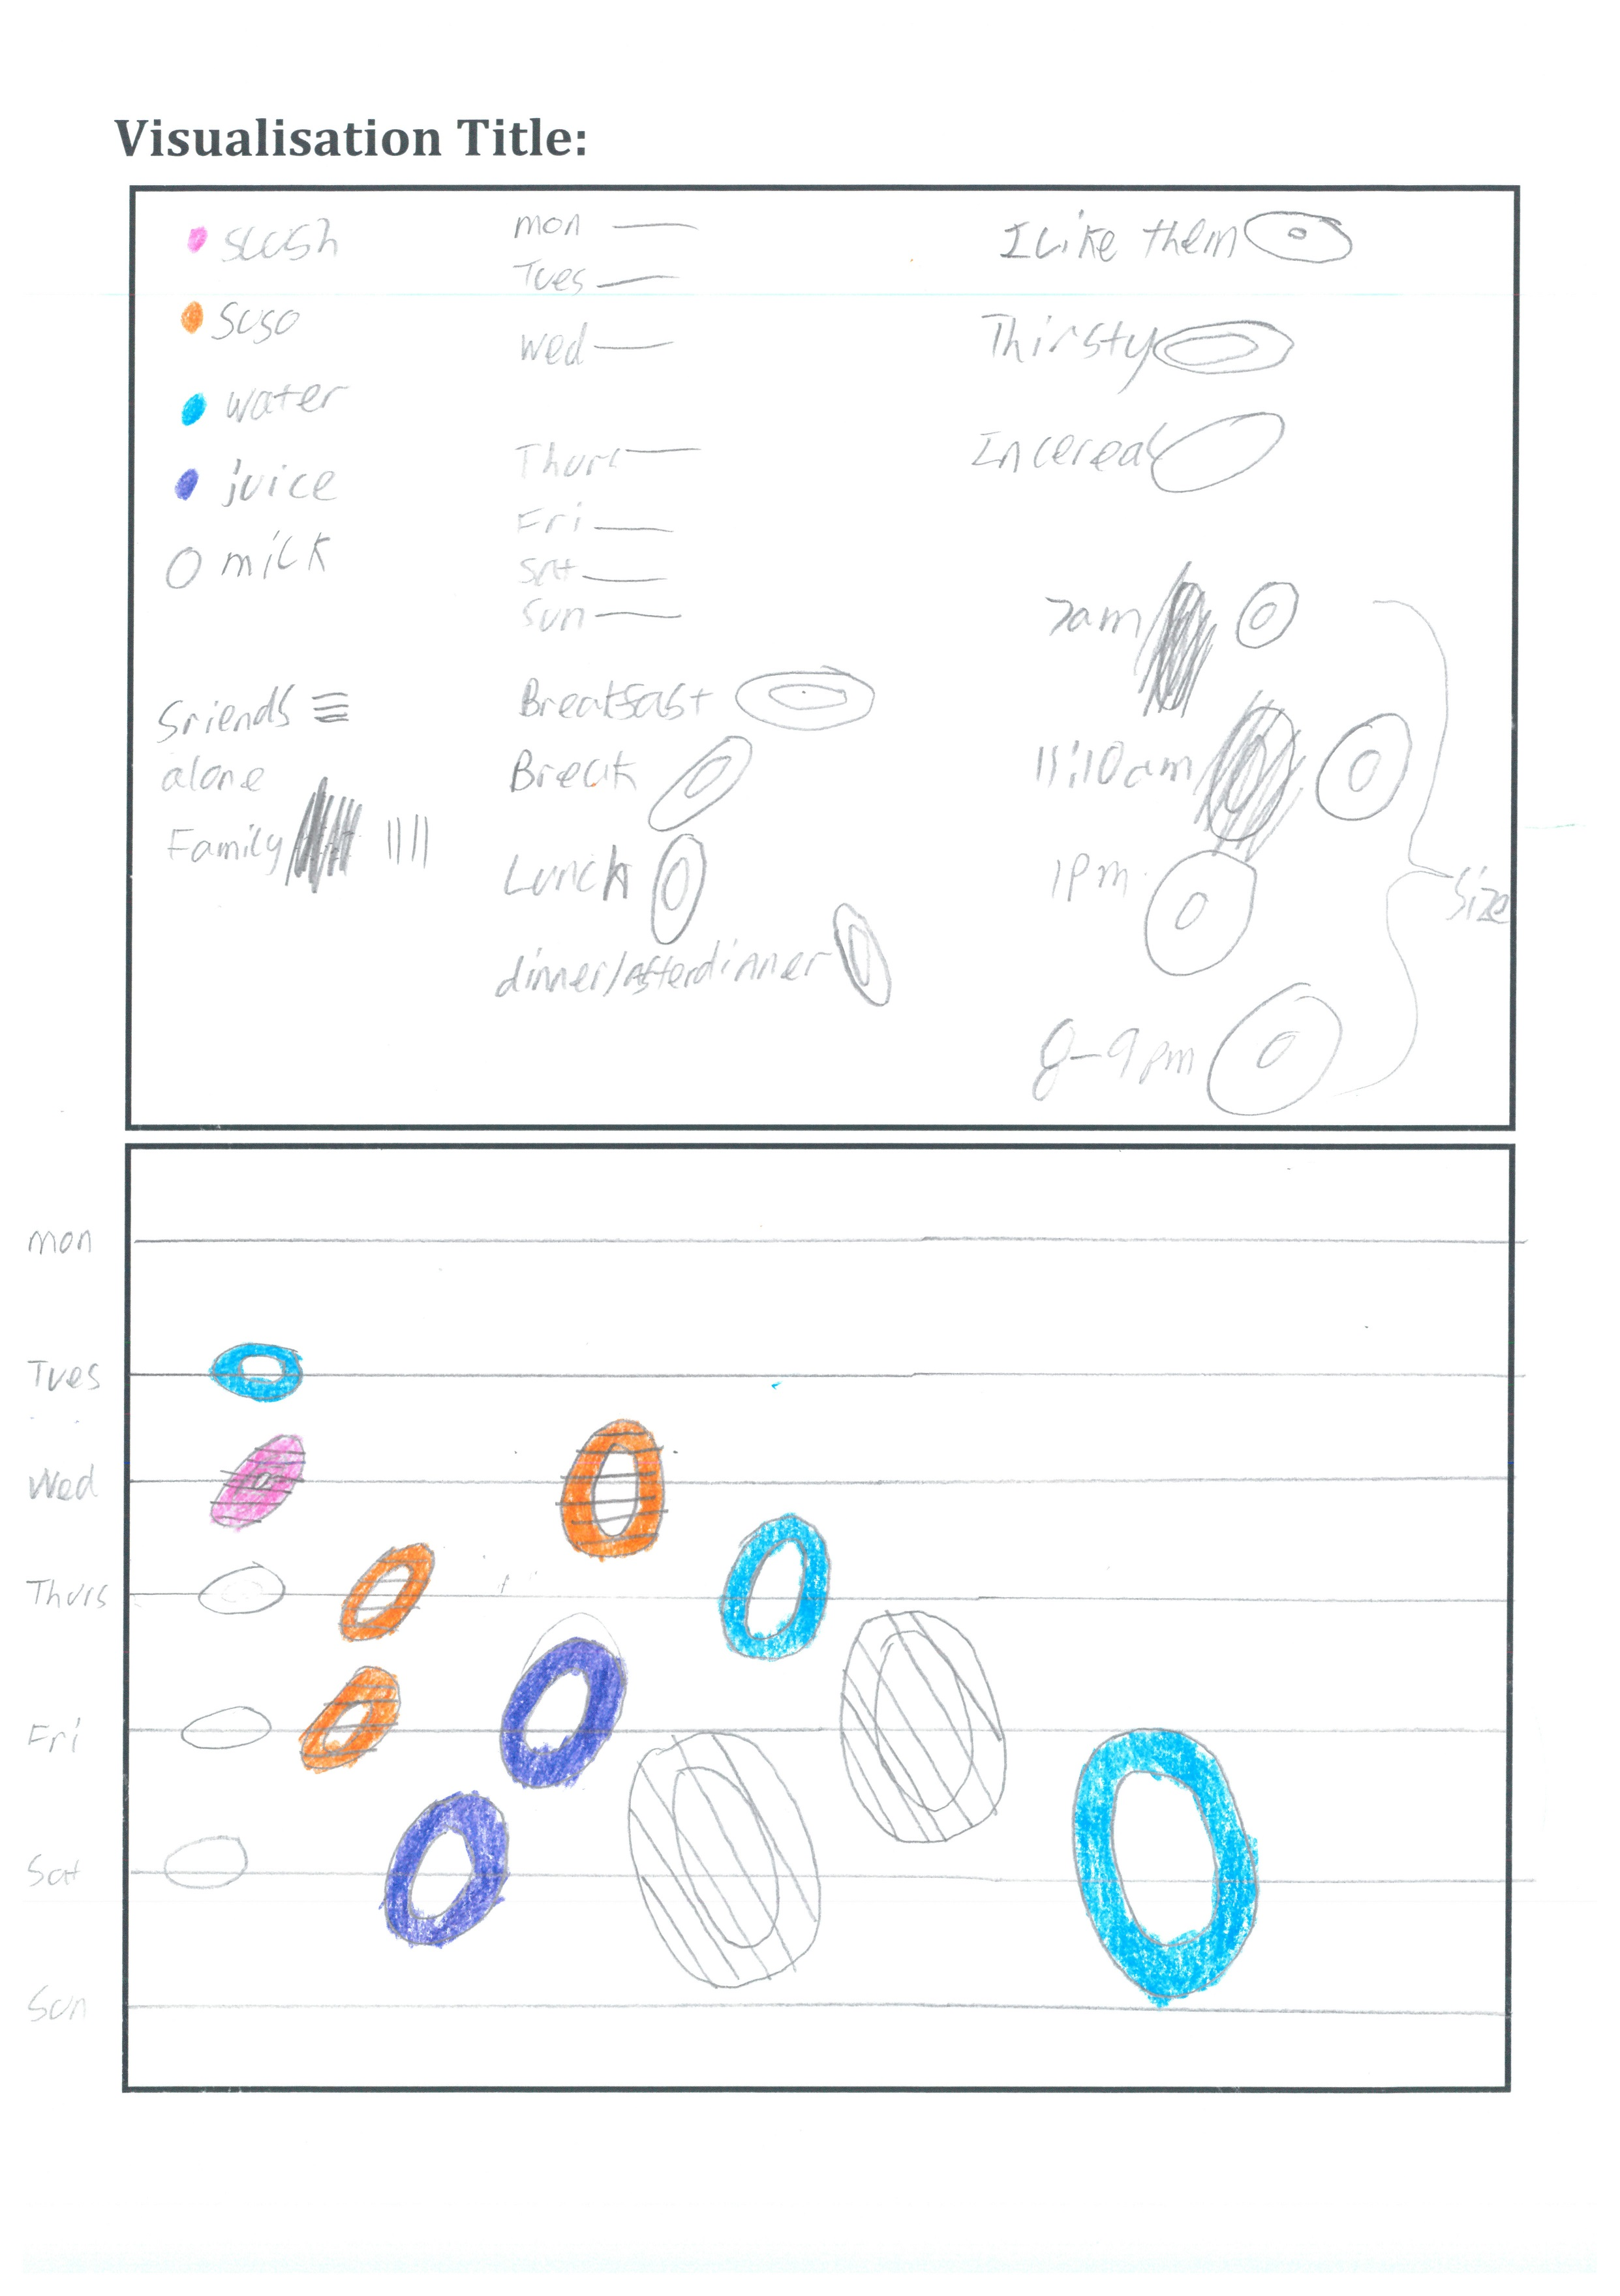 Visualisation Title:
slush
suso
water
juice
milk
friends
alone
Family
mon
Tues
wed
Thurs
Fri
Sat
Sun
Breakfast
Break
Lunch
dinner/Afterdinner
I Like them
Thirsty
In cereal
7am
11:10am
1pm
8-9pm
Size
mon
Tues
Wed
Thurs
Fri
Sat
Sun